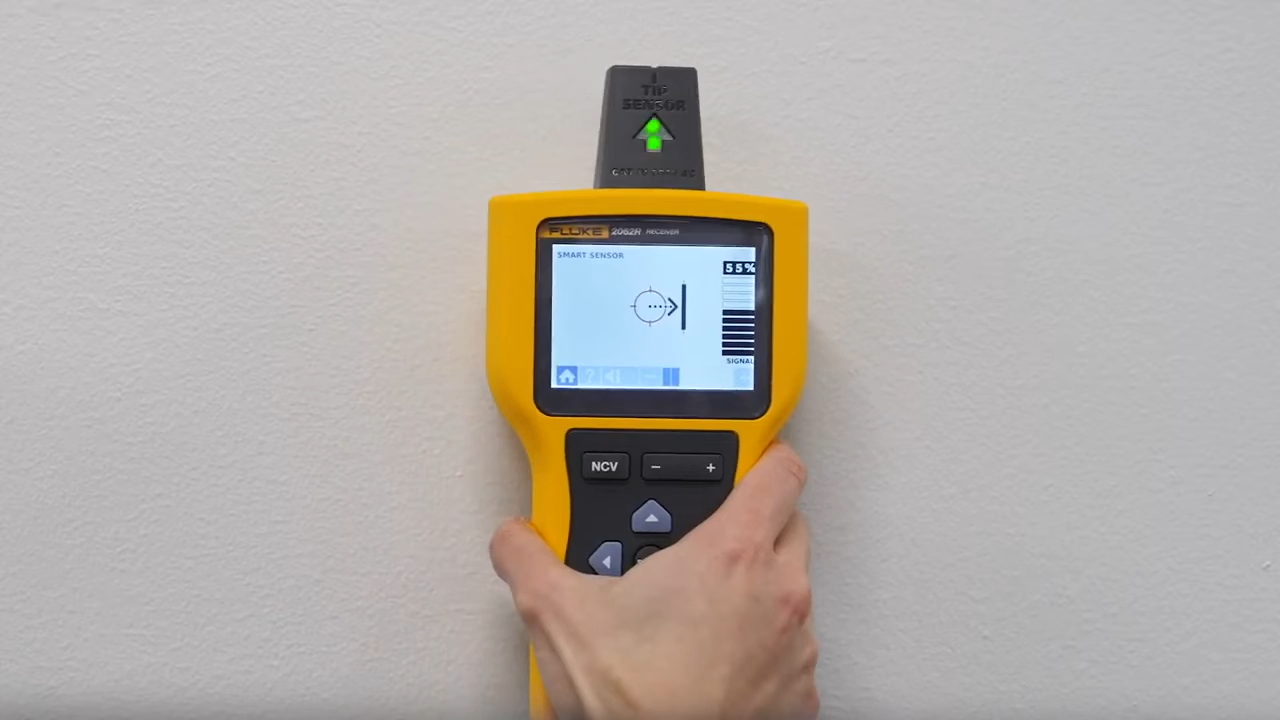 TIP
SENSOR
FLUKE 2062R RECEIVER
SMART SENSOR
55%
SIGNAL
?
NCV
− +